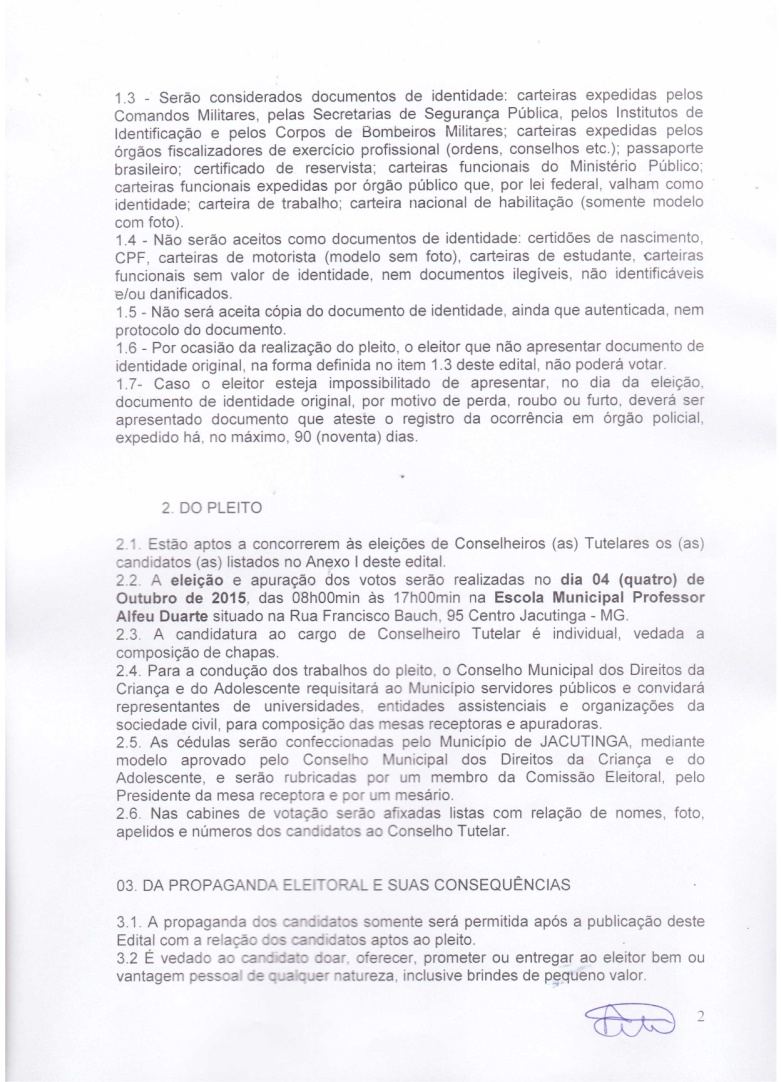 1.3 - Serão considerados documentos de identidade: carteiras expedidas pelos
Comandos Militares, pelas Secretarias de Segurança Pública, pelos Institutos de
Identificação e pelos Corpos de Bombeiros Militares; carteiras expedidas pelos
órgãos fiscalizadores de exercício profissional (ordens, conselhos etc.); passaporte
brasileiro; certificado de reservista; carteiras funcionais do Ministério Público;
carteiras funcionais expedidas por órgão público que, por lei federal, valham como
identidade; carteira de trabalho; carteira nacional de habilitação (somente modelo
com foto).
1.4 - Não serão aceitos como documentos de identidade: certidões de nascimento,
CPF, carteiras de motorista (modelo sem foto), carteiras de estudante, carteiras
funcionais sem valor de identidade, nem documentos ilegíveis, não identificáveis
e/ou danificados.
1.5 - Não será aceita cópia do documento de identidade, ainda que autenticada, nem
protocolo do documento.
1.6 - Por ocasião da realização do pleito, o eleitor que não apresentar documento de
identidade original, na forma definida no item 1.3 deste edital, não poderá votar.
1.7- Caso o eleitor esteja impossibilitado de apresentar, no dia da eleição,
documento de identidade original, por motivo de perda, roubo ou furto, deverá ser
apresentado documento que ateste o registro da ocorrência em órgão policial,
expedido há, no máximo, 90 (noventa) dias.
2. DO PLEITO
2.1. Estão aptos a concorrerem às eleições de Conselheiros (as) Tutelares os (as)
candidatos (as) listados no Anexo I deste edital.
2.2. A eleição e apuração dos votos serão realizadas no dia 04 (quatro) de
Outubro de 2015, das 08h00min às 17h00min na Escola Municipal Professor
Alfeu Duarte situado na Rua Francisco Bauch, 95 Centro Jacutinga - MG.
2.3. A candidatura ao cargo de Conselheiro Tutelar é individual, vedada a
composição de chapas.
2.4. Para a condução dos trabalhos do pleito, o Conselho Municipal dos Direitos da
Criança e do Adolescente requisitará ao Município servidores públicos e convidará
representantes de universidades, entidades assistenciais e organizações da
sociedade civil, para composição das mesas receptoras e apuradoras.
2.5. As cédulas serão confeccionadas pelo Município de JACUTINGA, mediante
modelo aprovado pelo Conselho Municipal dos Direitos da Criança e do
Adolescente, e serão rubricadas por um membro da Comissão Eleitoral, pelo
Presidente da mesa receptora e por um mesário.
2.6. Nas cabines de votação serão afixadas listas com relação de nomes, foto,
apelidos e números dos candidatos ao Conselho Tutelar.
03. DA PROPAGANDA ELEITORAL E SUAS CONSEQUÊNCIAS
3.1. A propaganda dos candidatos somente será permitida após a publicação deste
Edital com a relação dos candidatos aptos ao pleito.
3.2 É vedado ao candidato doar, oferecer, prometer ou entregar ao eleitor bem ou
vantagem pessoal de qualquer natureza, inclusive brindes de pequeno valor.
2